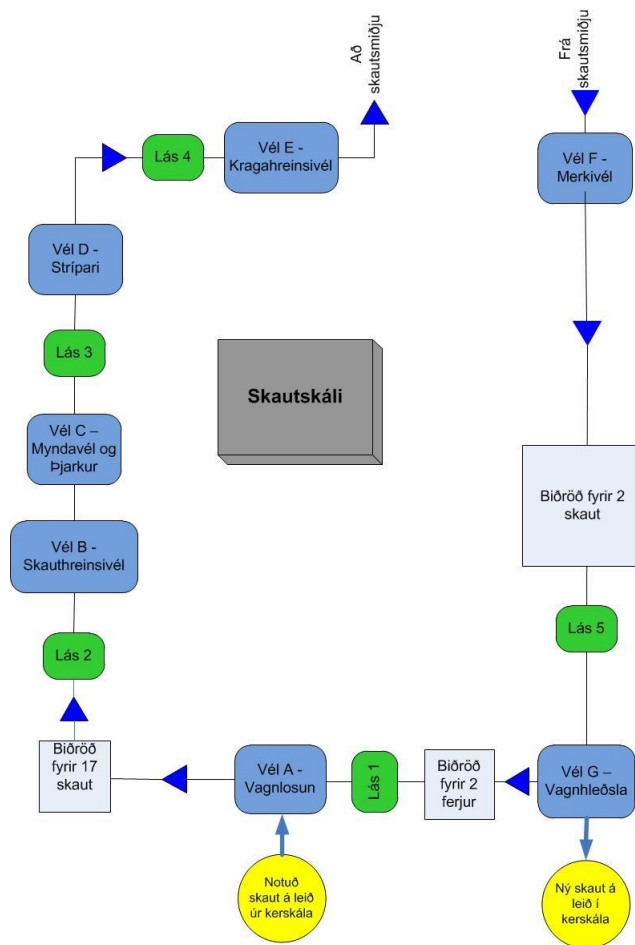 Að
skautsmiðju
Frá
skautsmiðju
Lás 4
Vél E -
Kragahreinsivél
Vél F -
Merkivél
Vél D -
Strípari
Lás 3
Skautskáli
Vél C –
Myndavél og
Þjarkur
Biðröð fyrir 2
skaut
Vél B -
Skauthreinsivél
Lás 5
Lás 2
Biðröð
fyrir 17
skaut
Vél A -
Vagnlosun
Lás 1
Biðröð
fyrir 2
ferjur
Vél G –
Vagnhleðsla
Notuð
skaut á leið
úr kerskála
Ný skaut á
leið í
kerskála